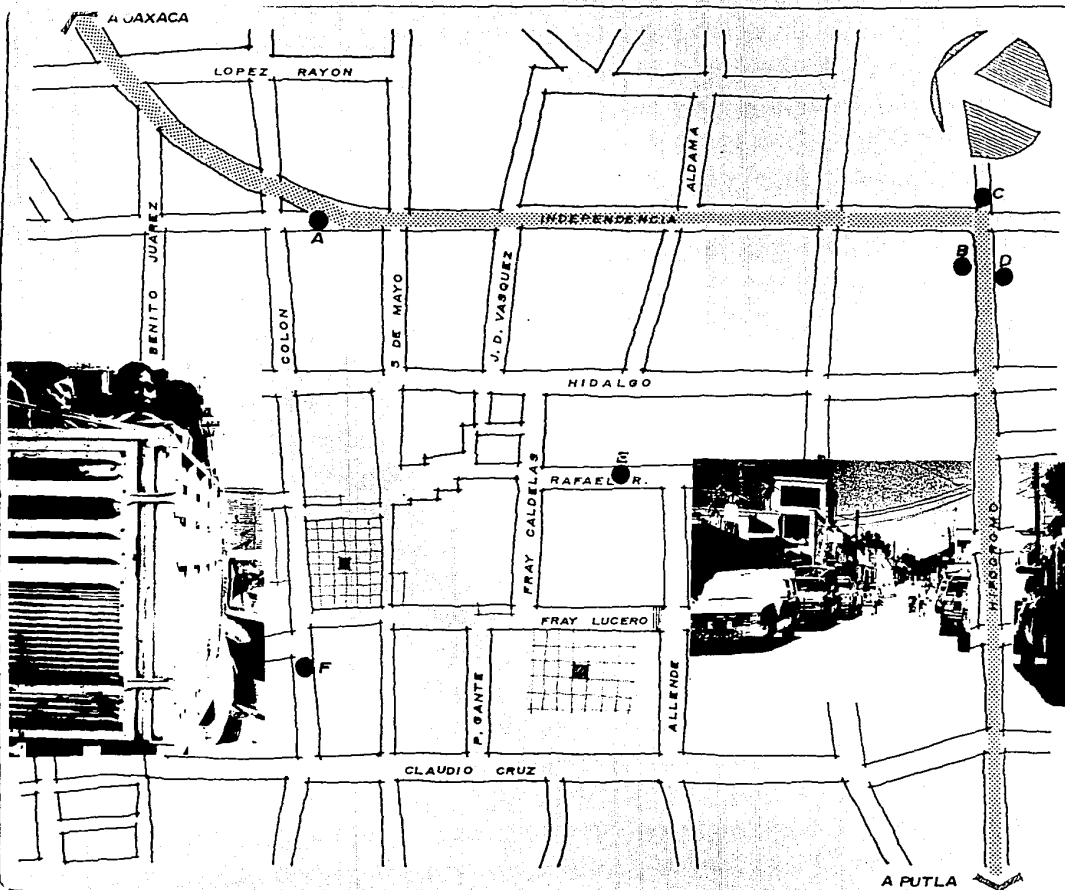 A OAXACA
LOPEZ RAYON
ALDAMA
C
INDEPENDENCIA
A
BENITO JUAREZ
B
D
J. D. VASQUEZ
COLON
5 DE MAYO
HIDALGO
E
RAFAEL R.
FRAY CALDELAS
FRAY LUCERO
F
P. GANTE
ALLENDE
CLAUDIO CRUZ
A PUTLA